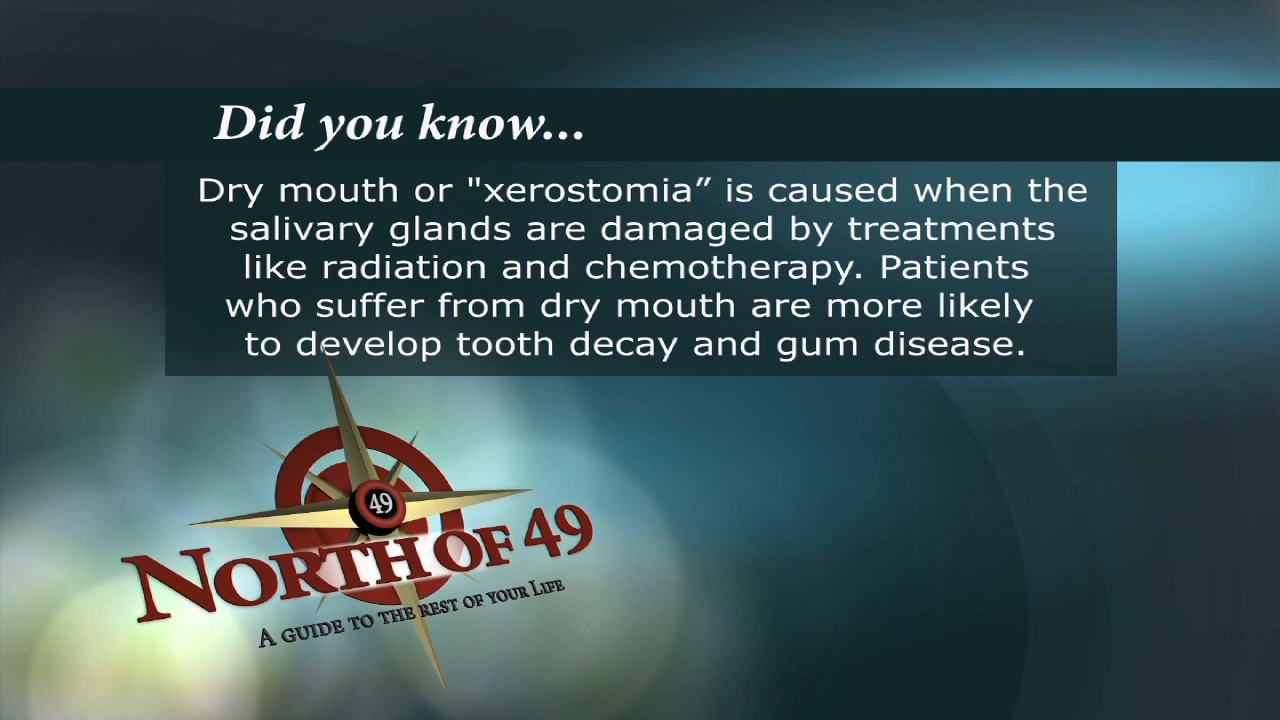 Did you know...
Dry mouth or "xerostomia” is caused when the
salivary glands are damaged by treatments
like radiation and chemotherapy. Patients
who suffer from dry mouth are more likely
to develop tooth decay and gum disease.
49
NORTH OF 49
A GUIDE TO THE REST OF YOUR LIFE